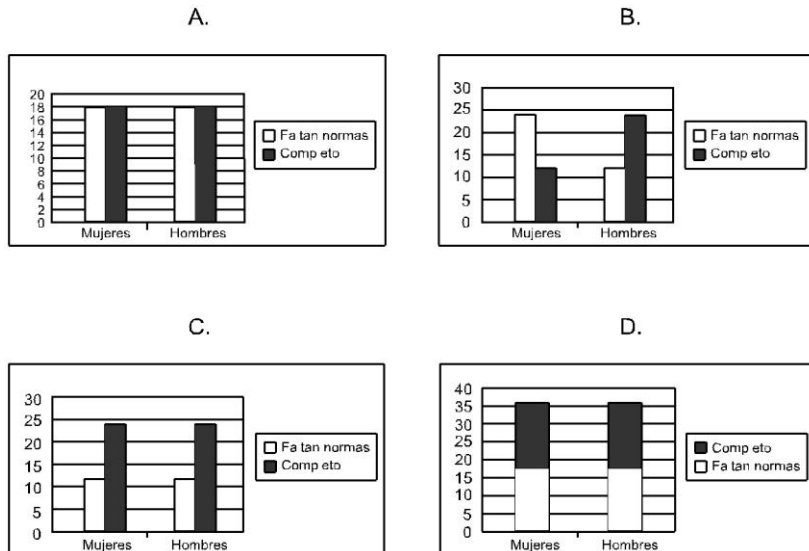 A.
20
18
16
14
12
10
8
6
4
2
0
Mujeres Hombres
Fa tan normas
Comp eto
B.
30
25
20
15
10
5
0
Mujeres Hombres
Fa tan normas
Comp eto
C.
30
25
20
15
10
5
0
Mujeres Hombres
Fa tan normas
Comp eto
D.
40
35
30
25
20
15
10
5
0
Mujeres Hombres
Comp eto
Fa tan normas